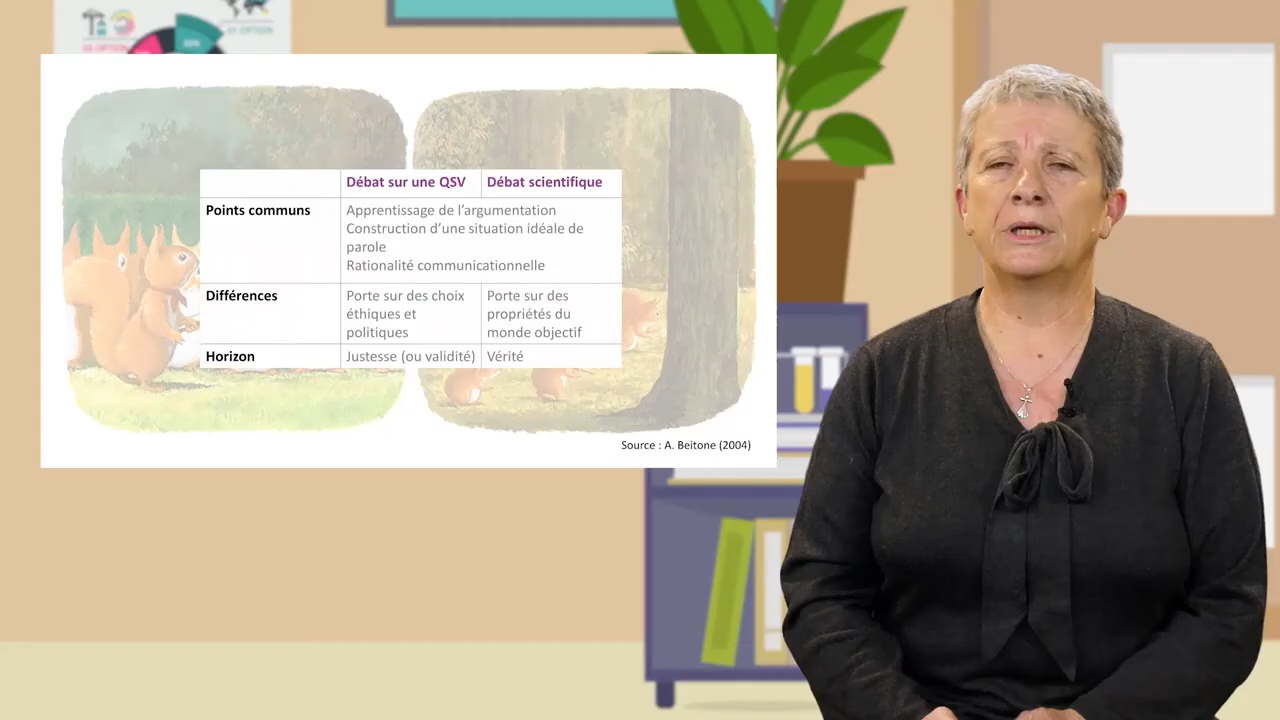 Débat sur une QSV Débat scientifique
Points communs Apprentissage de l'argumentation
Construction d'une situation idéale de
parole
Rationalité communicationnelle
Différences Porte sur des choix Porte sur des
éthiques et propriétés du
politiques monde objectif
Horizon Justesse (ou validité) Vérité
Source : A. Beitone (2004)